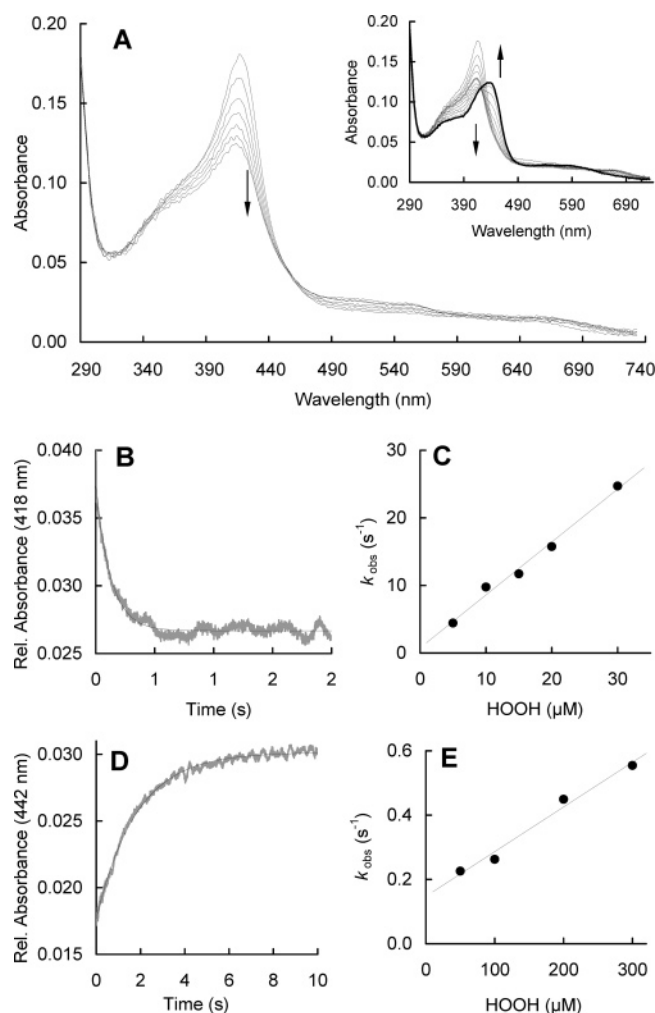 A
0.20
0.15
0.10
0.05
0.00
Absorbance
290 340 390 440 490 540 590 640 690 740
Wavelength (nm)
0.20
0.15
0.10
0.05
0.00
Absorbance
290 390 490 590 690
Wavelength (nm)
B
0.040
0.035
0.030
0.025
Rel. Absorbance (418 nm)
0 1 1 2 2
Time (s)
C
30
20
10
0
k obs (s-1)
0 10 20 30
HOOH (µM)
D
0.030
0.025
0.020
0.015
Rel. Absorbance (442 nm)
0 2 4 6 8 10
Time (s)
E
0.6
0.4
0.2
0.0
k obs (s-1)
0 100 200 300
HOOH (µM)